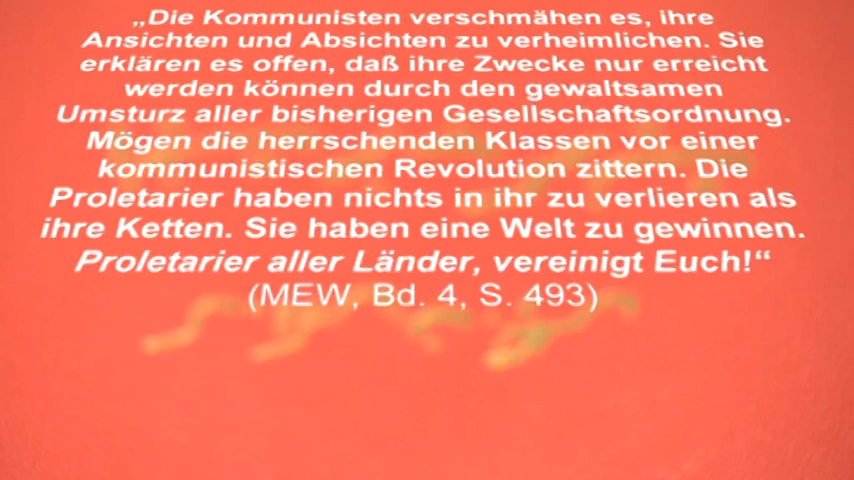 „Die Kommunisten verschmähen es, ihre
Ansichten und Absichten zu verheimlichen. Sie
erklären es offen, daß ihre Zwecke nur erreicht
werden können durch den gewaltsamen
Umsturz aller bisherigen Gesellschaftsordnung.
Mögen die herrschenden Klassen vor einer
kommunistischen Revolution zittern. Die
Proletarier haben nichts in ihr zu verlieren als
ihre Ketten. Sie haben eine Welt zu gewinnen.
Proletarier aller Länder, vereinigt Euch!“
(MEW, Bd. 4, S. 493)